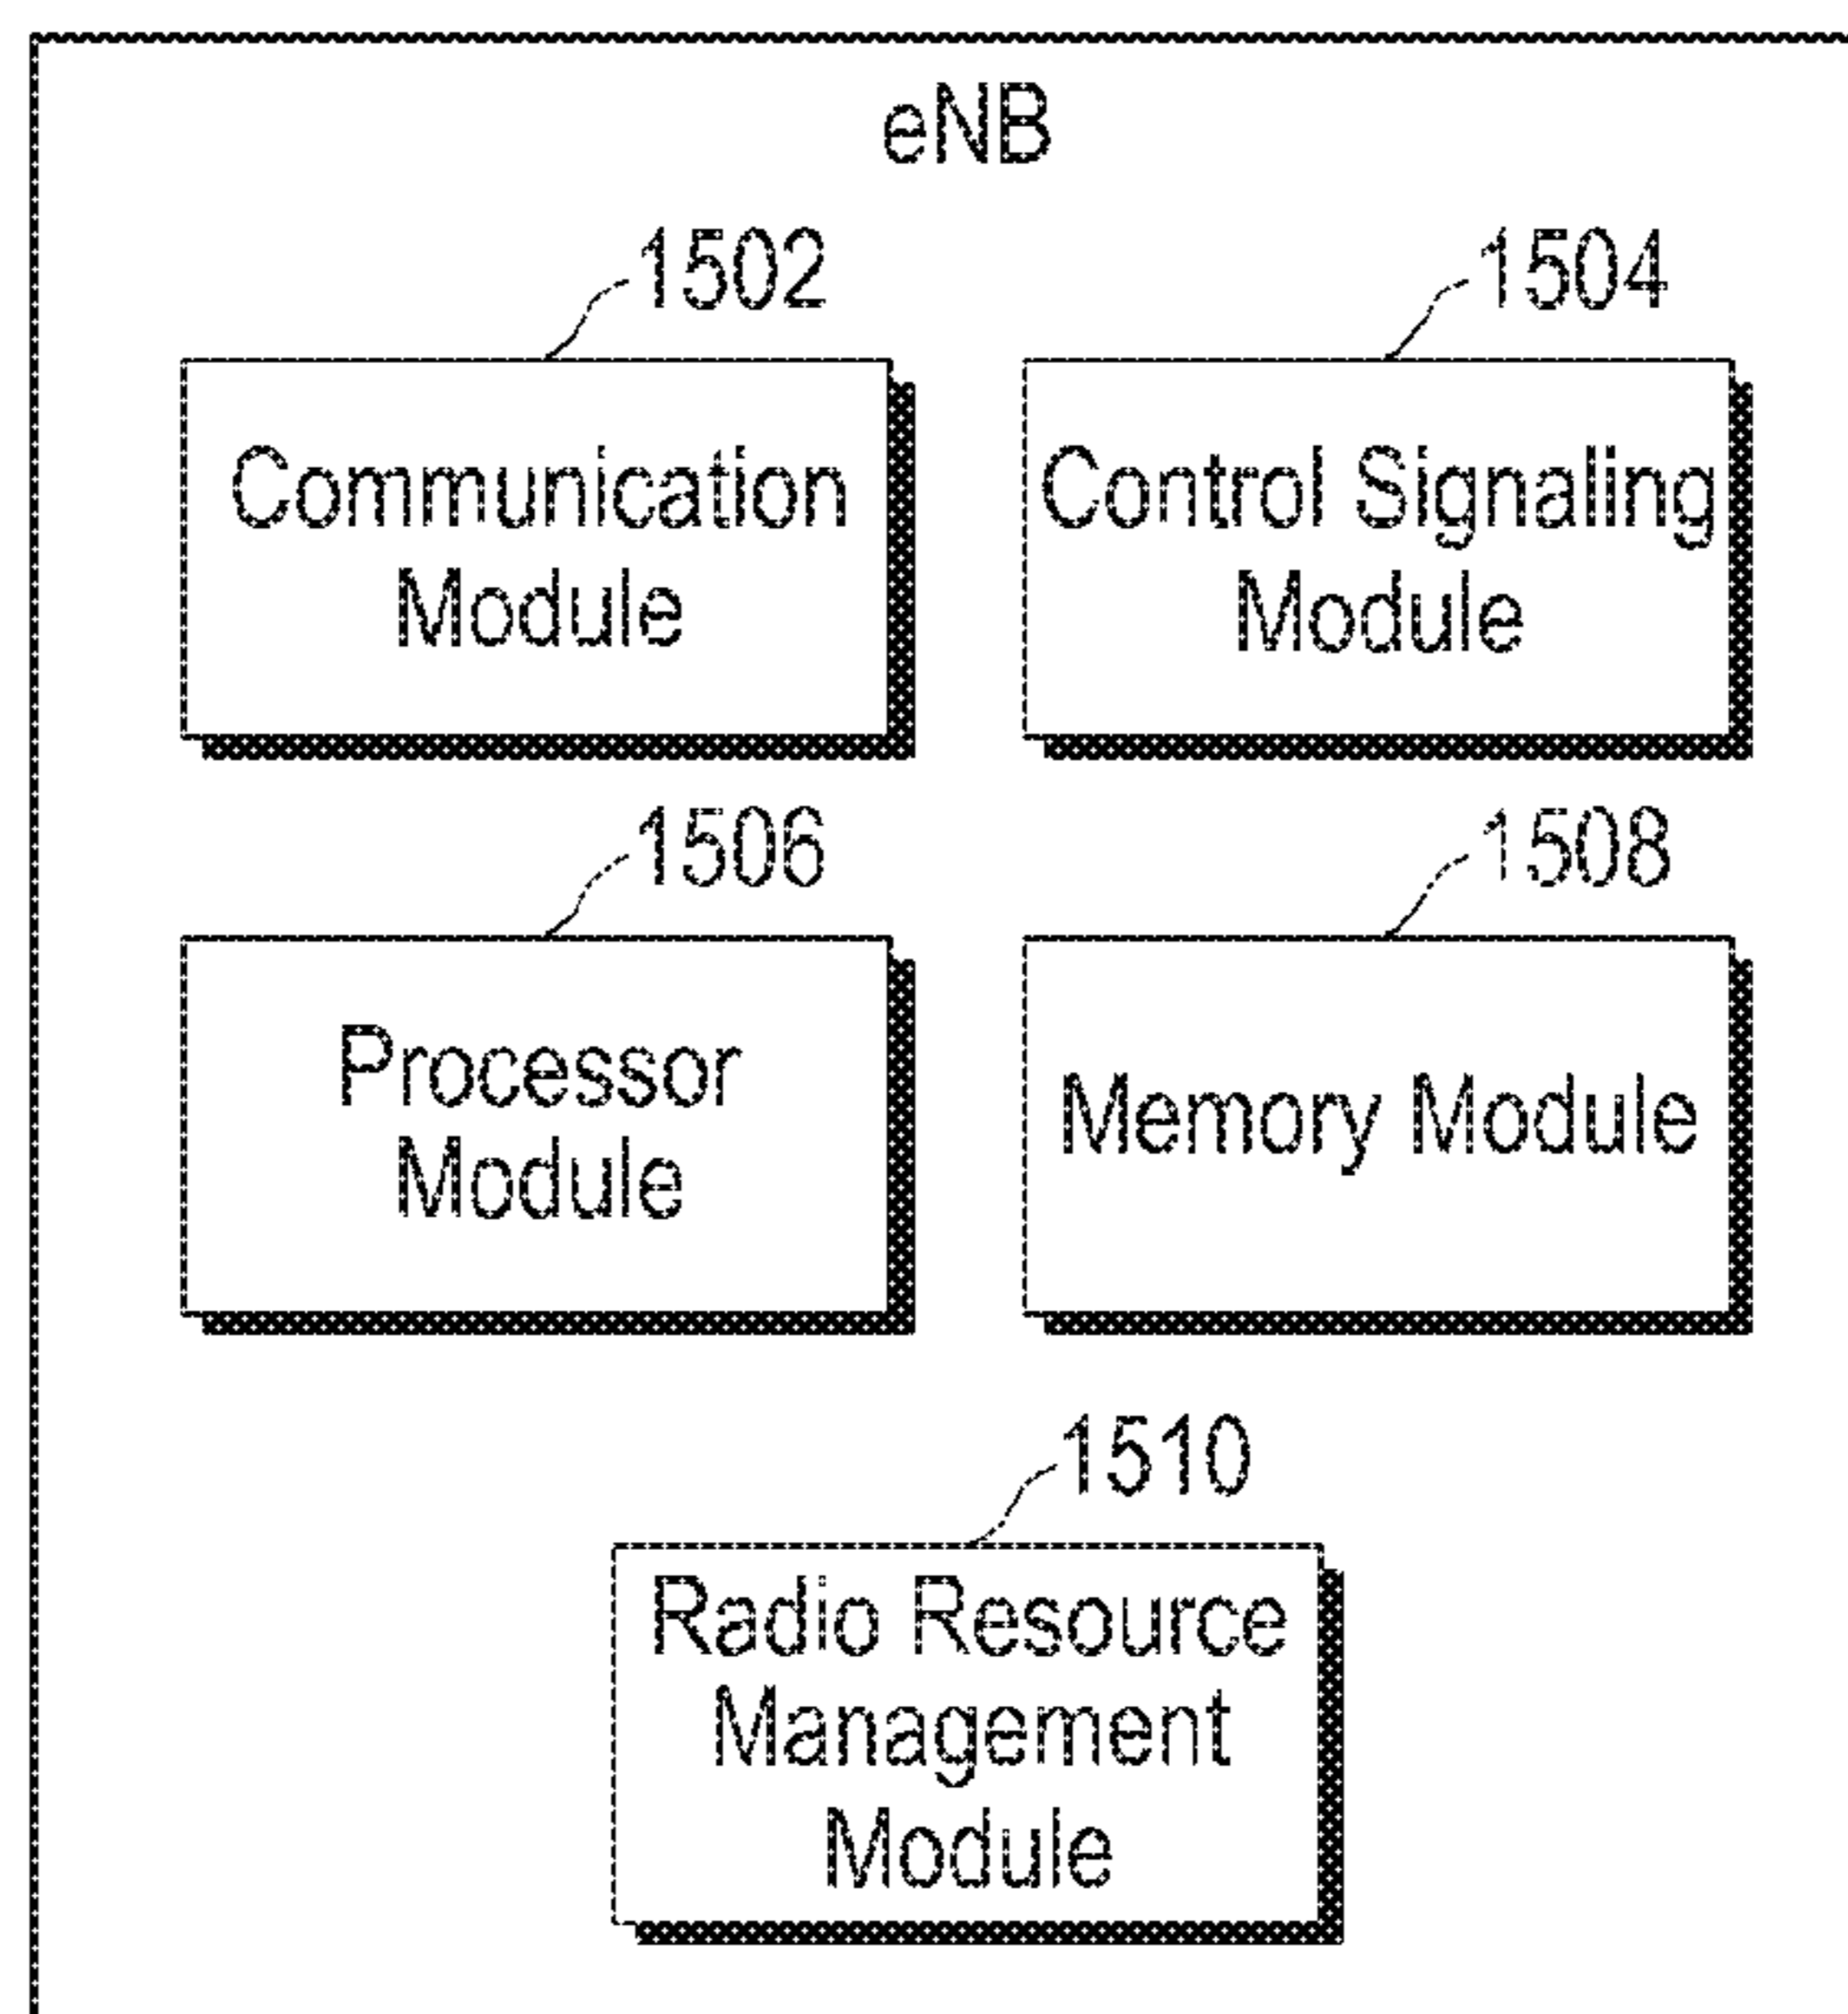 eNB
1502
1504
Communication
Module
Control Signaling
Module
1506
1508
Processor
Module
Memory Module
1510
Radio Resource
Management
Module